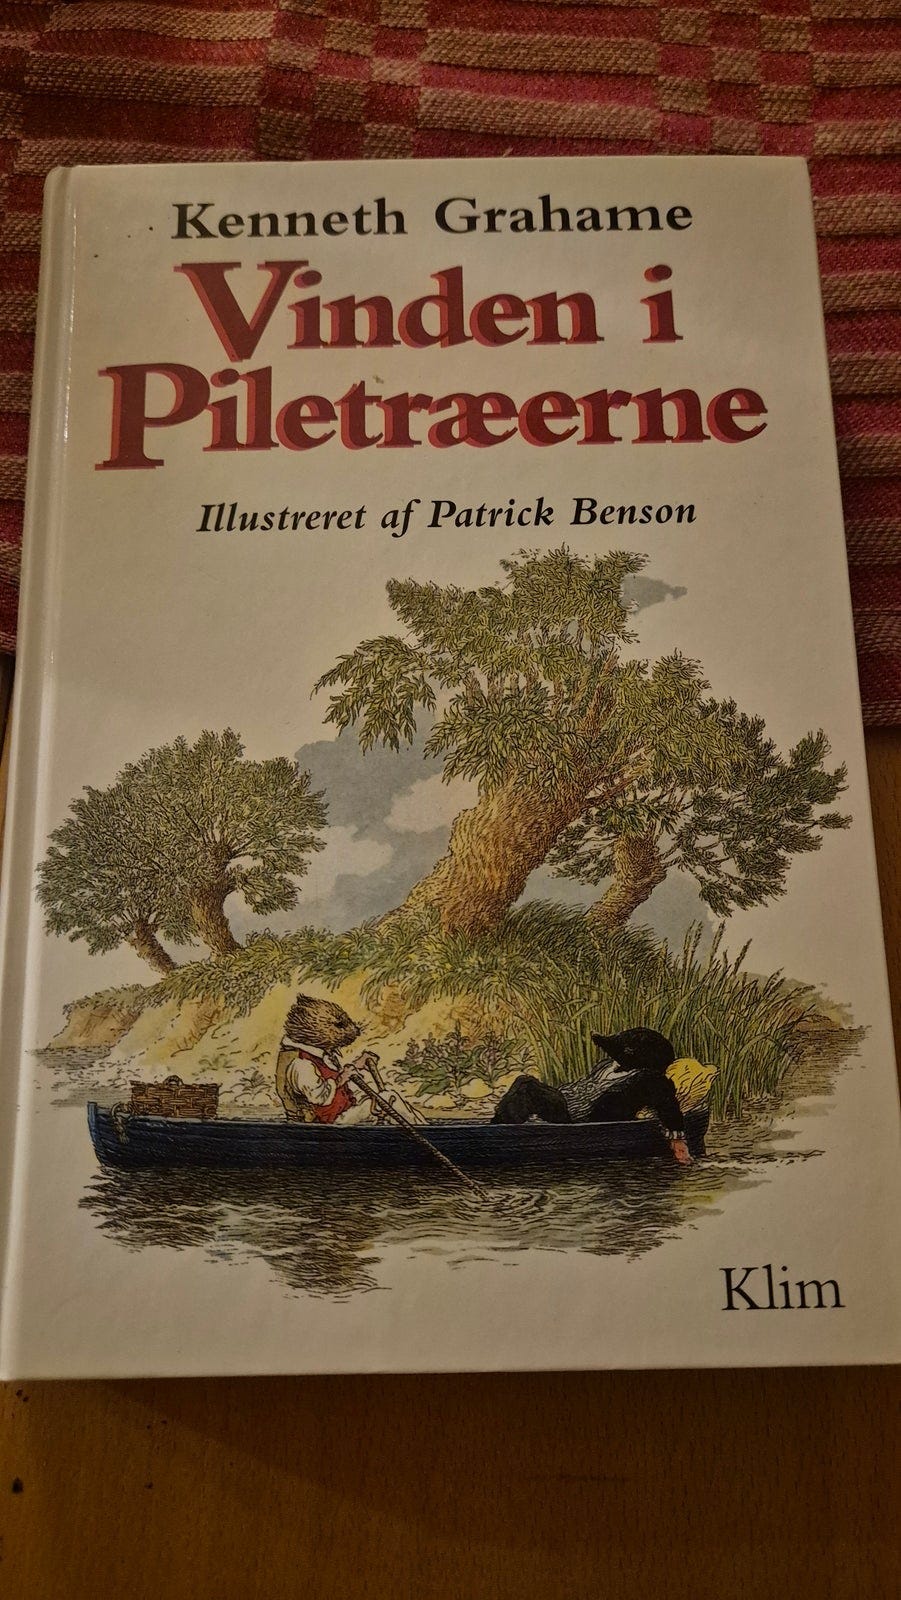 Kenneth Grahame
Vinden i
Piletræerne
Illustreret af Patrick Benson
Klim